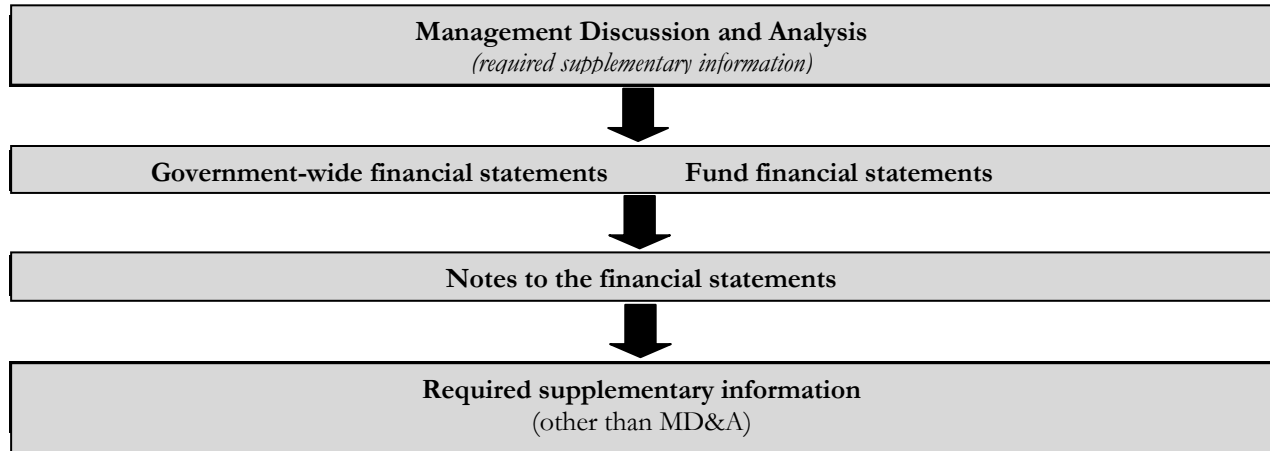 Management Discussion and Analysis
(required supplementary information)
Government-wide financial statements Fund financial statements
Notes to the financial statements
Required supplementary information
(other than MD&A)